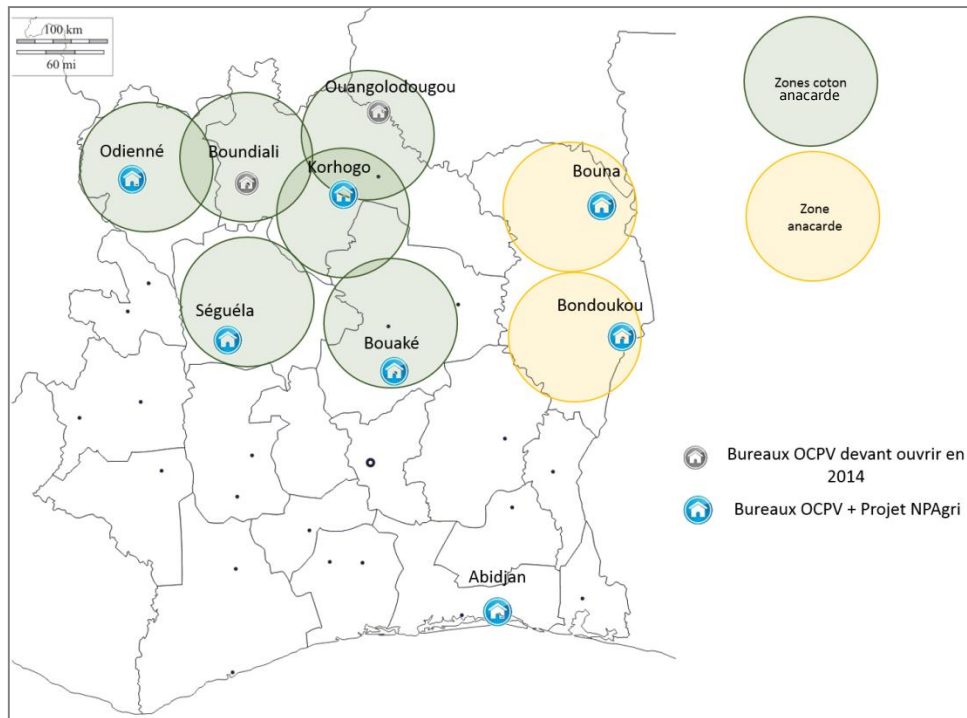 100 km
60 mi
Ouangolodougou
Odienné
Boundiali
Korhogo
Bouna
Séguéla
Bouaké
Bondoukou
Abidjan
Zones coton
anacarde
Zone
anacarde
Bureaux OCPV devant ouvrir en
2014
Bureaux OCPV + Projet NPAgri